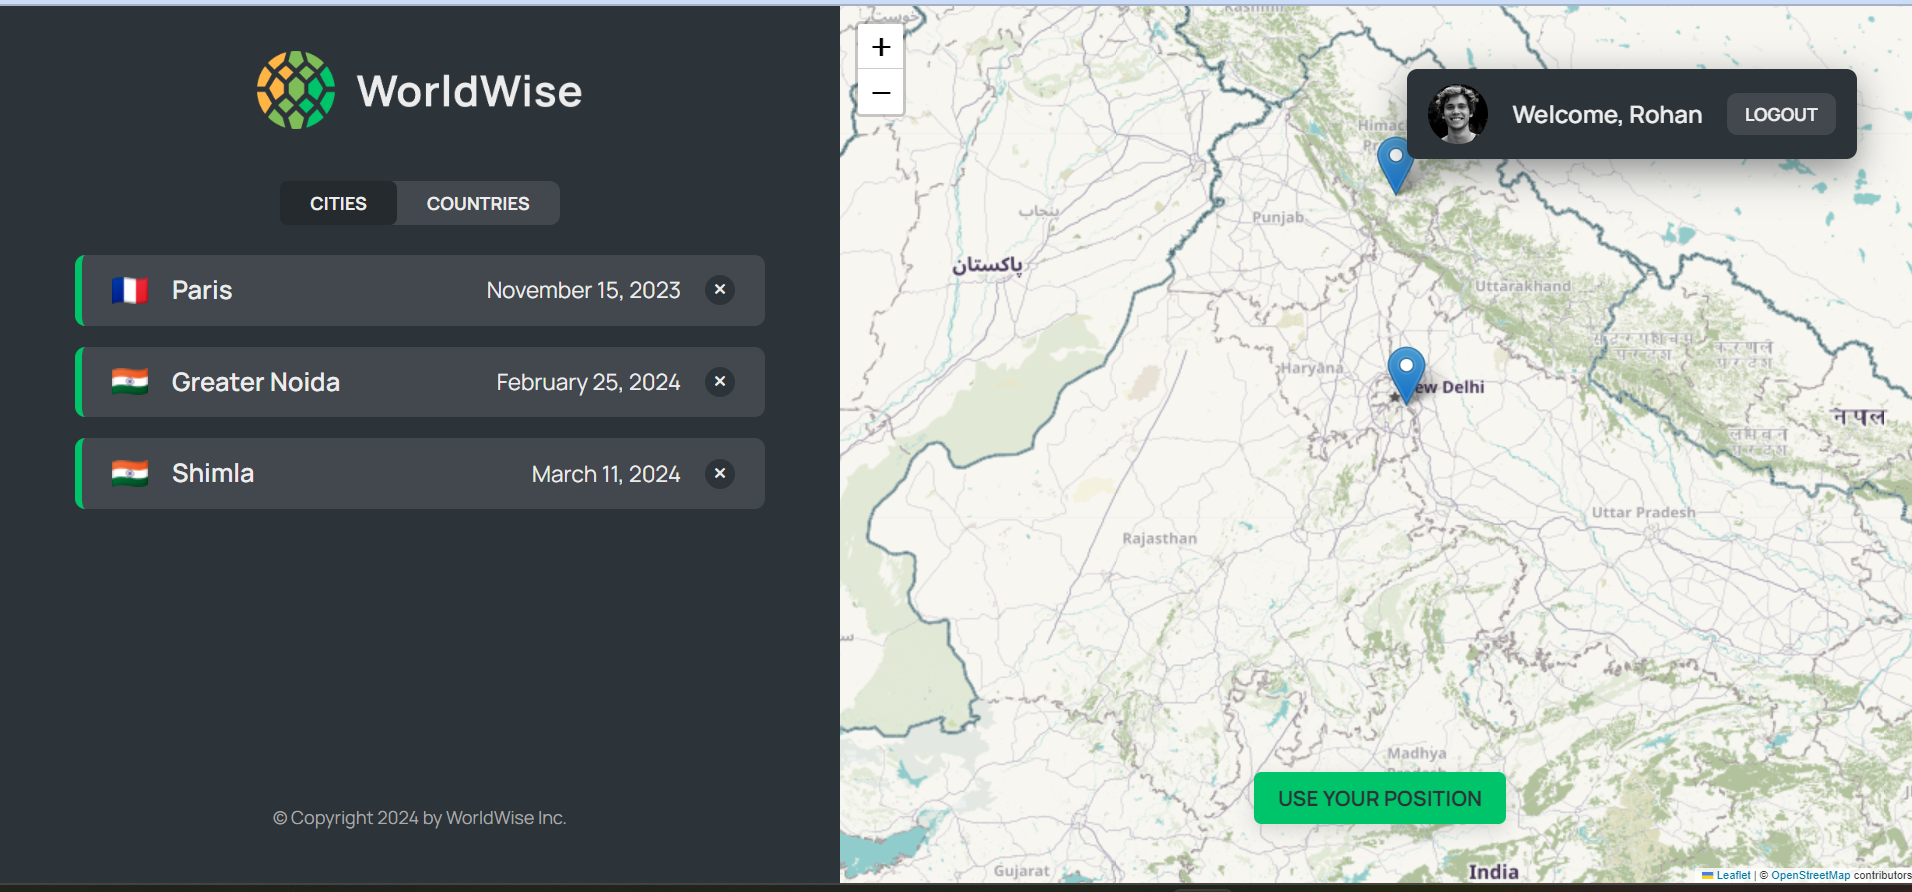 WorldWise
CITIES
COUNTRIES
Paris
November 15, 2023
×
Greater Noida
February 25, 2024
×
Shimla
March 11, 2024
×
© Copyright 2024 by WorldWise Inc.
+
−
Welcome, Rohan
LOGOUT
Punjab
پنجاب
پاکستان
Uttarakhand
Haryana
ew Delhi
नेपाल
Uttar Pradesh
Rajasthan
Madhya
USE YOUR POSITION
Gujarat
India
Leaflet | © OpenStreetMap contributors